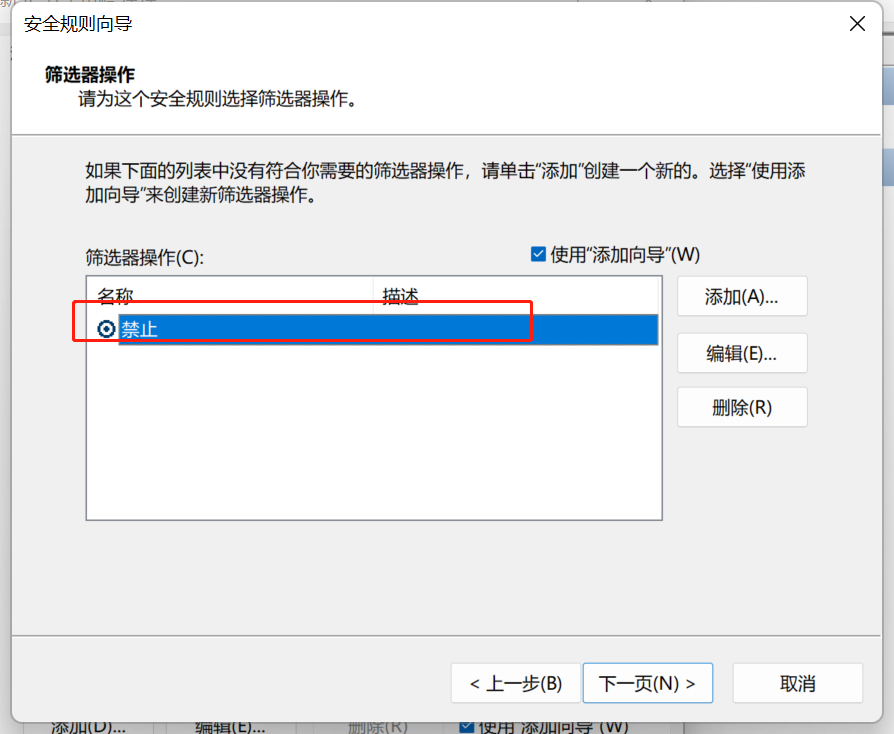 安全规则向导
筛选器操作
请为这个安全规则选择筛选器操作。
如果下面的列表中没有符合你需要的筛选器操作，请单击“添加”创建一个新的。选择“使用添
加向导”来创建新筛选器操作。
筛选器操作(C):
使用“添加向导”(W)
名称 描述
禁止
添加(A)...
编辑(E)...
删除(R)
< 上一步(B) 下一页(N) > 取消
添加(D)... 编辑(E)... 删除(R) 使用“添加向导”(W)